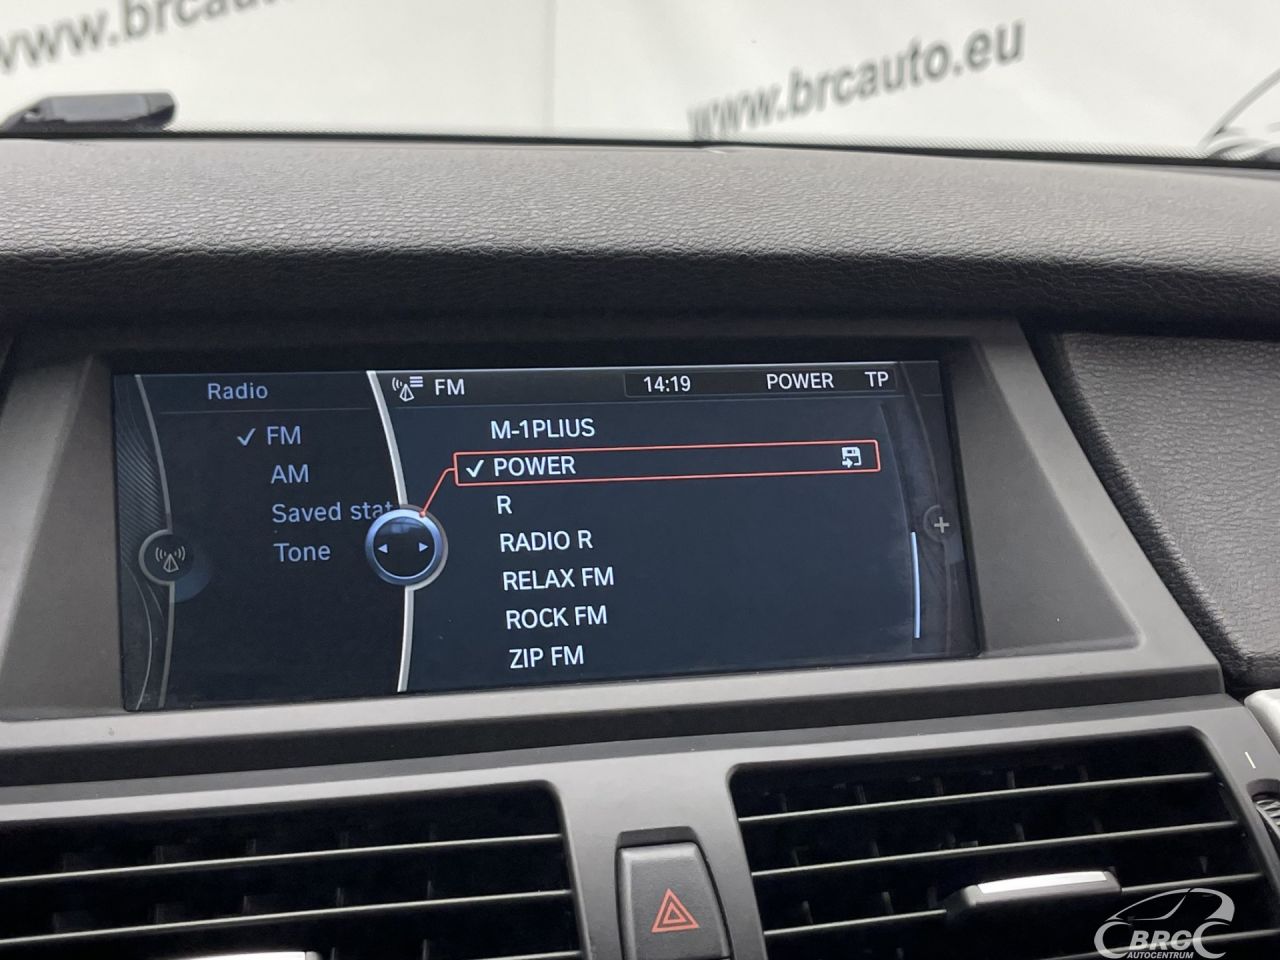 www.brcauto
www.brcauto.eu
Radio
FM
14:19
POWER
TP
FM
AM
Saved stat
Tone
M-1PLIUS
POWER
R
RADIO R
RELAX FM
ROCK FM
ZIP FM
BRC
AUTOCENTRUM